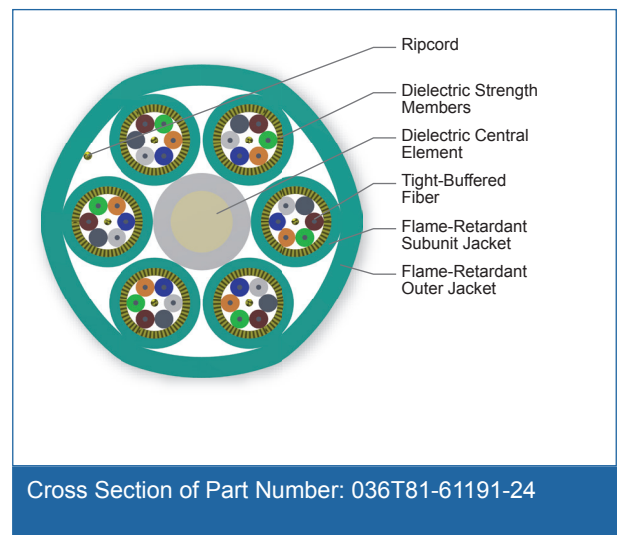 Ripcord
Dielectric Strength
Members
Dielectric Central
Element
Tight-Buffered
Fiber
Flame-Retardant
Subunit Jacket
Flame-Retardant
Outer Jacket
Cross Section of Part Number: 036T81-61191-24